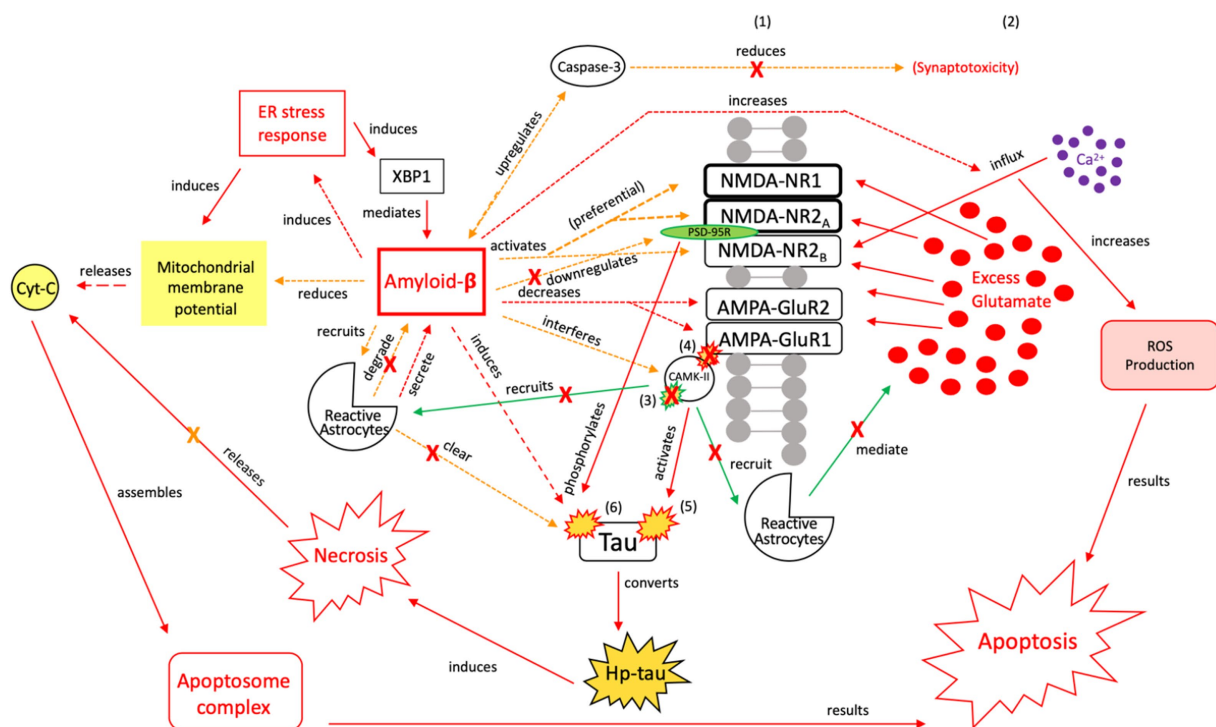 (1)
(2)
reduces
Caspase-3
(Synaptotoxicity)
X
increases
ER stress
response
induces
upregulates
influx
Ca²⁺
XBP1
NMDA-NR1
(preferential)
induces
mediates
NMDA-NR2A
induces
activates
PSD-95R
NMDA-NR2B
increases
releases
Mitochondrial
membrane
potential
Cyt-C
Amyloid-β
X
downregulates
Excess
Glutamate
reduces
decreases
AMPA-GluR2
recruits
degrade
X
secrete
induces
interferes
AMPA-GluR1
(4)
X
ROS
Production
CAMK-II
recruits
X
(3)
X
Reactive
Astrocytes
X
clear
phosphorylates
activates
X
recruit
X
mediate
X
releases
assembles
results
(6)
(5)
Tau
Reactive
Astrocytes
Necrosis
converts
Apoptosis
induces
Hp-tau
Apoptosome
complex
results